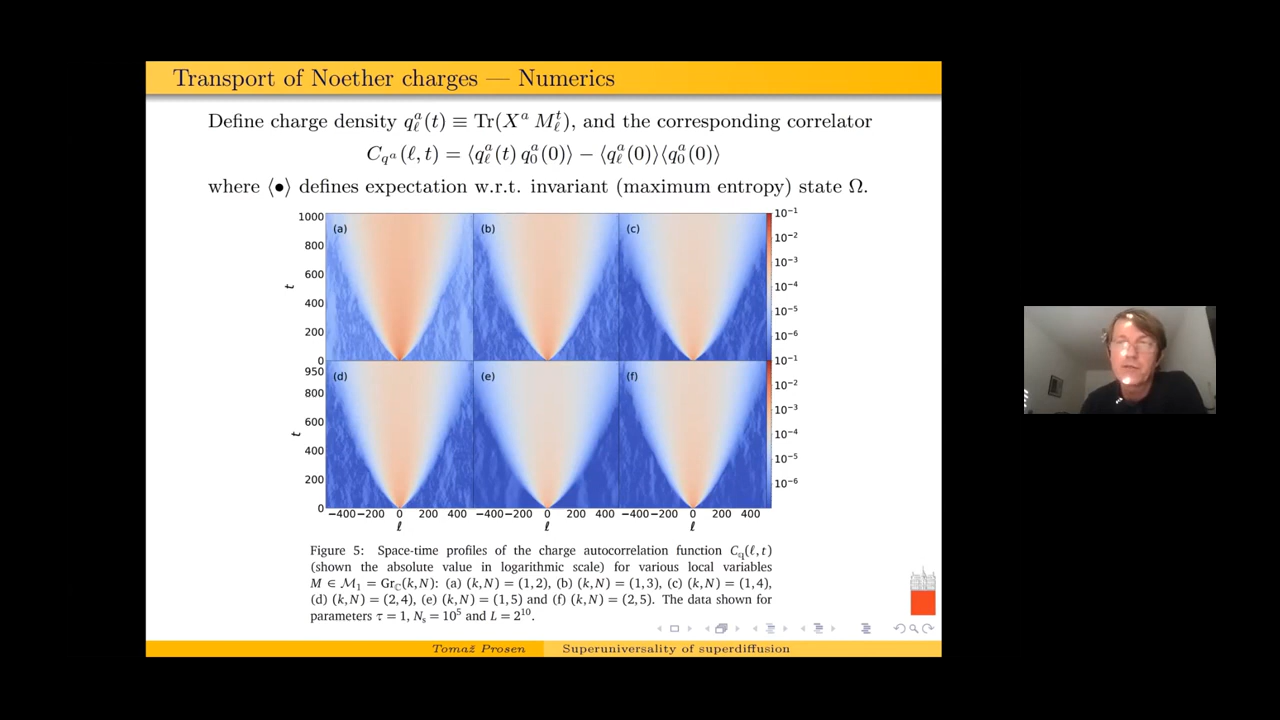 Transport of Noether charges — Numerics
Define charge density q^a_ℓ(t) ≡ Tr(X^a M^t_ℓ), and the corresponding correlator
C_{q^a}(ℓ, t) = ⟨q^a_ℓ(t) q^a_0(0)⟩ − ⟨q^a_ℓ(0)⟩⟨q^a_0(0)⟩
where ⟨•⟩ defines expectation w.r.t. invariant (maximum entropy) state Ω.
(a) (b) (c)
1000
800
600
400
200
0
t
10⁻¹
10⁻²
10⁻³
10⁻⁴
10⁻⁵
10⁻⁶
(d) (e) (f)
950
800
600
400
200
0
t
10⁻¹
10⁻²
10⁻³
10⁻⁴
10⁻⁵
10⁻⁶
−400 −200 0 200 400 −400 −200 0 200 400 −400 −200 0 200 400
ℓ ℓ ℓ
Figure 5: Space-time profiles of the charge autocorrelation function C_q(ℓ, t)
(shown the absolute value in logarithmic scale) for various local variables
M ∈ ℳ₁ = Gr_ℂ(k, N): (a) (k, N) = (1, 2), (b) (k, N) = (1, 3), (c) (k, N) = (1, 4),
(d) (k, N) = (2, 4), (e) (k, N) = (1, 5) and (f) (k, N) = (2, 5). The data shown for
parameters τ = 1, N_s = 10⁵ and L = 2¹⁰.
Tomaž Prosen Superuniversality of superdiffusion